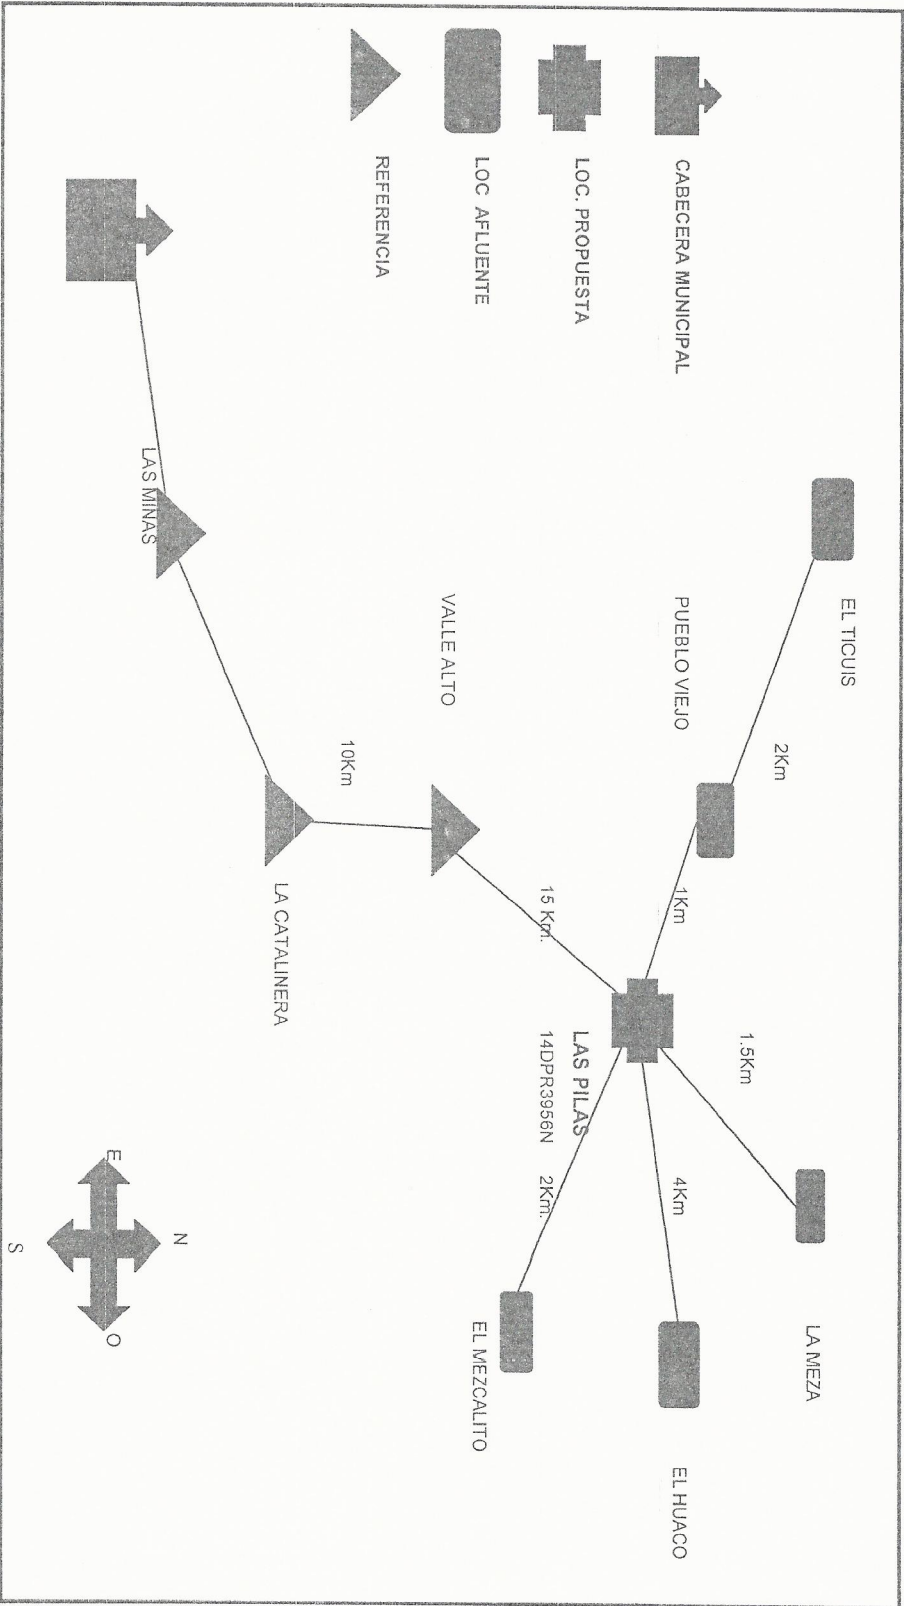 CABECERA MUNICIPAL
LOC. PROPUESTA
LOC AFLUENTE
REFERENCIA
EL TICUIS
2Km
PUEBLO VIEJO
1Km
1.5Km
LA MEZA
4Km
EL HUACO
LAS PILAS
14DPR3956N
2Km.
EL MEZCALITO
15 Km.
VALLE ALTO
10Km
LA CATALINERA
LAS MINAS
N
E
O
S